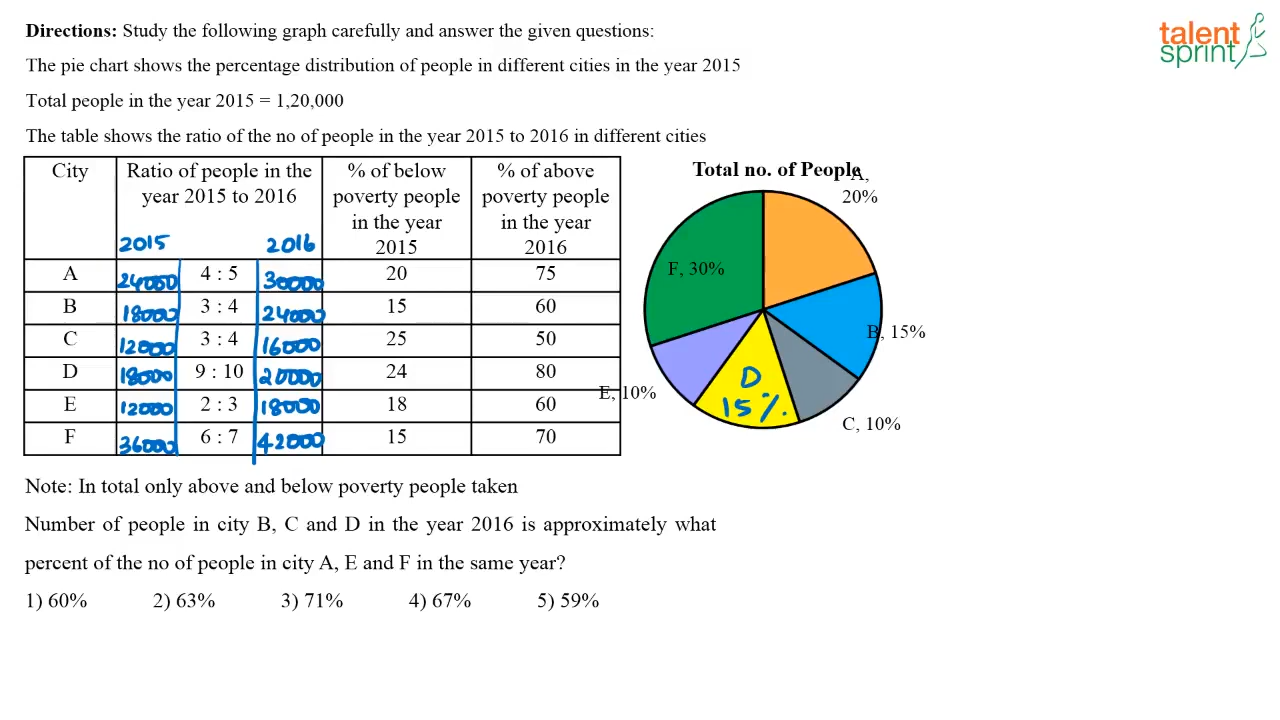 Directions: Study the following graph carefully and answer the given questions:
talent
sprint
The pie chart shows the percentage distribution of people in different cities in the year 2015
Total people in the year 2015 = 1,20,000
The table shows the ratio of the no of people in the year 2015 to 2016 in different cities
City Ratio of people in the year 2015 to 2016 % of below poverty people in the year 2015 % of above poverty people in the year 2016
2015 2016
A 24000 4 : 5 30000 20 75
B 18000 3 : 4 24000 15 60
C 12000 3 : 4 16000 25 50
D 18000 9 : 10 20000 24 80
E 12000 2 : 3 18000 18 60
F 36000 6 : 7 42000 15 70
Total no. of People
A,
20%
F, 30%
B, 15%
D
15%.
E, 10%
C, 10%
Note: In total only above and below poverty people taken
Number of people in city B, C and D in the year 2016 is approximately what
percent of the no of people in city A, E and F in the same year?
1) 60% 2) 63% 3) 71% 4) 67% 5) 59%